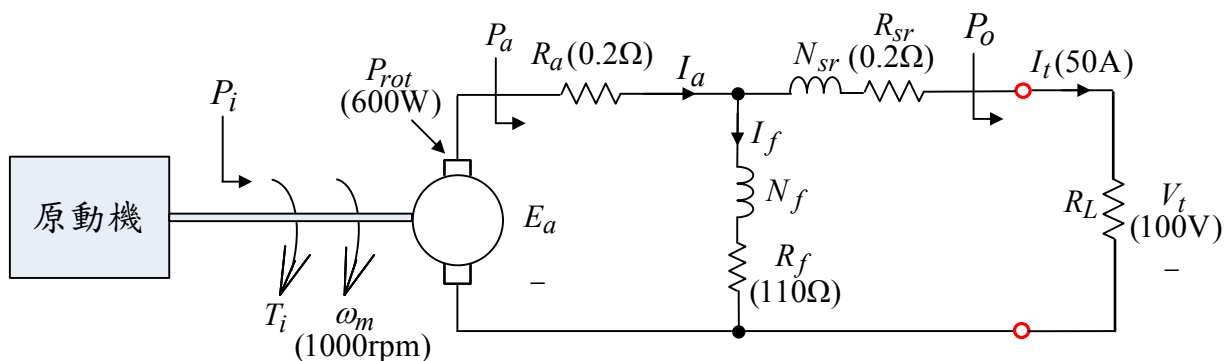 原動機
P_i
T_i
ω_m
(1000rpm)
P_rot
(600W)
P_a
R_a (0.2Ω)
I_a
E_a
–
I_f
N_f
R_f
(110Ω)
N_sr
R_sr
(0.2Ω)
P_o
I_t (50A)
R_L
V_t
(100V)
–